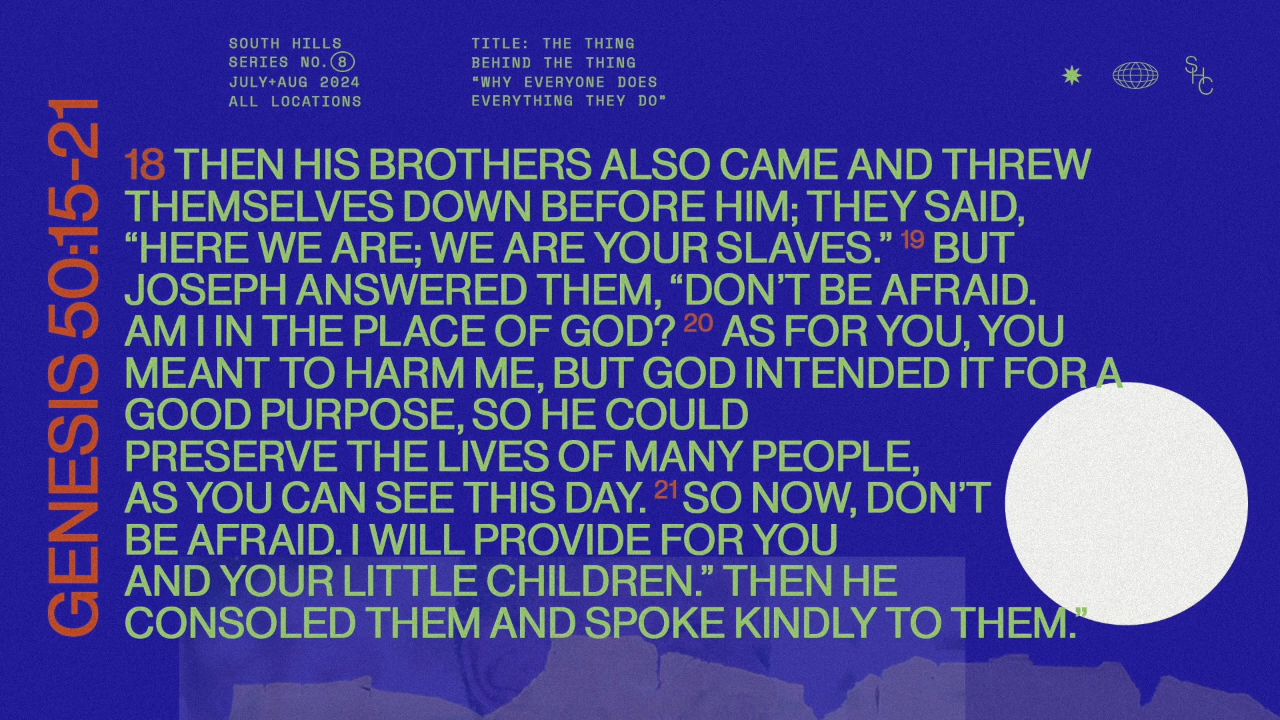 SOUTH HILLS
SERIES NO. 8
JULY+AUG 2024
ALL LOCATIONS
TITLE: THE THING
BEHIND THE THING
“WHY EVERYONE DOES
EVERYTHING THEY DO”
SHC
GENESIS 50:15-21
18 THEN HIS BROTHERS ALSO CAME AND THREW
THEMSELVES DOWN BEFORE HIM; THEY SAID,
“HERE WE ARE; WE ARE YOUR SLAVES.” 19 BUT
JOSEPH ANSWERED THEM, “DON’T BE AFRAID.
AM I IN THE PLACE OF GOD? 20 AS FOR YOU, YOU
MEANT TO HARM ME, BUT GOD INTENDED IT FOR A
GOOD PURPOSE, SO HE COULD
PRESERVE THE LIVES OF MANY PEOPLE,
AS YOU CAN SEE THIS DAY. 21 SO NOW, DON’T
BE AFRAID. I WILL PROVIDE FOR YOU
AND YOUR LITTLE CHILDREN.” THEN HE
CONSOLED THEM AND SPOKE KINDLY TO THEM.”